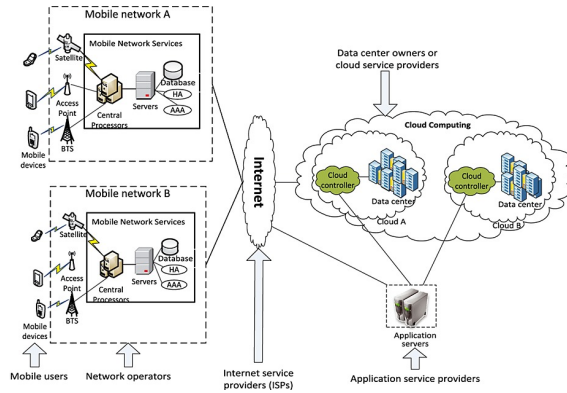 Mobile network A
Mobile Network Services
Satellite
Database
HA
AAA
Access
Point
Central
Processors
Servers
BTS
Mobile
devices
Mobile network B
Mobile Network Services
Satellite
Database
HA
AAA
Access
Point
Central
Processors
Servers
BTS
Mobile
devices
Mobile users
Network operators
Internet
Internet service
providers (ISPs)
Data center owners or
cloud service providers
Cloud Computing
Cloud
controller
Data center
Cloud A
Cloud
controller
Data center
Cloud B
Application
servers
Application service providers